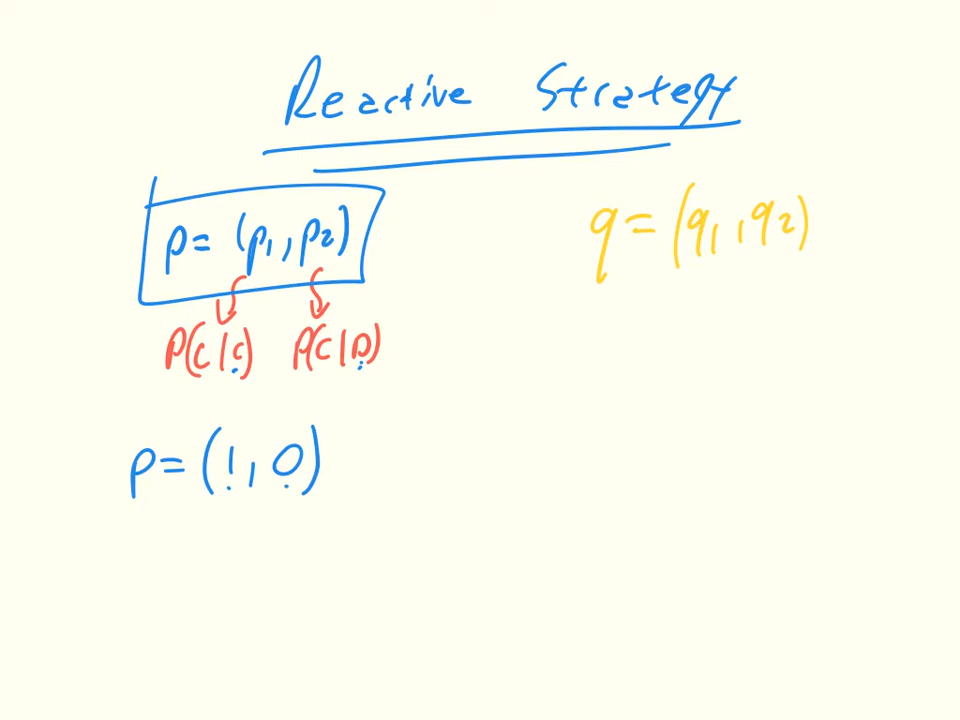 Reactive Strategy
p = (p1, p2) q = (q1, q2)
P(C|C) P(C|D)
p = (1, 0)